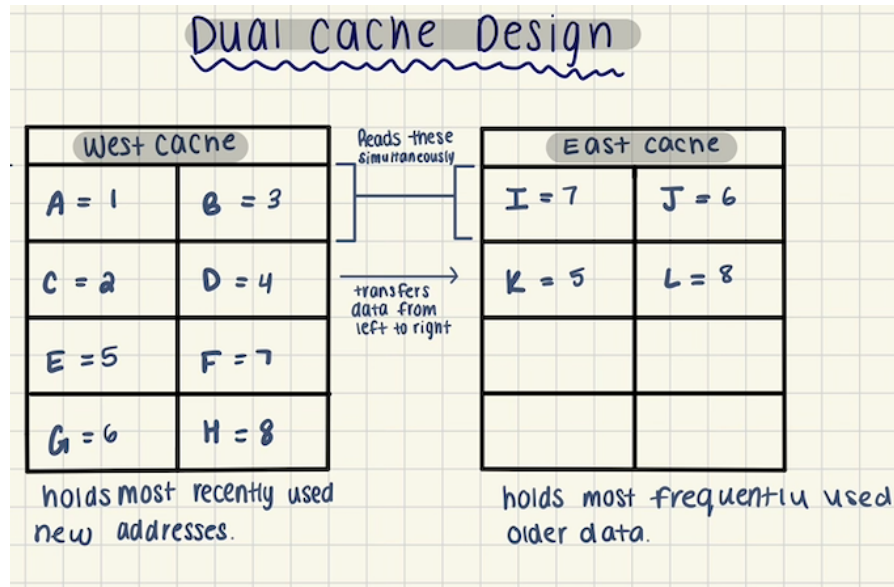 Dual Cache Design
West Cache
A = 1
B = 3
C = 2
D = 4
E = 5
F = 7
G = 6
H = 8
holds most recently used
new addresses.
Reads these
simultaneously
transfers
data from
left to right
East Cache
I = 7
J = 6
K = 5
L = 8
holds most frequently used
older data.